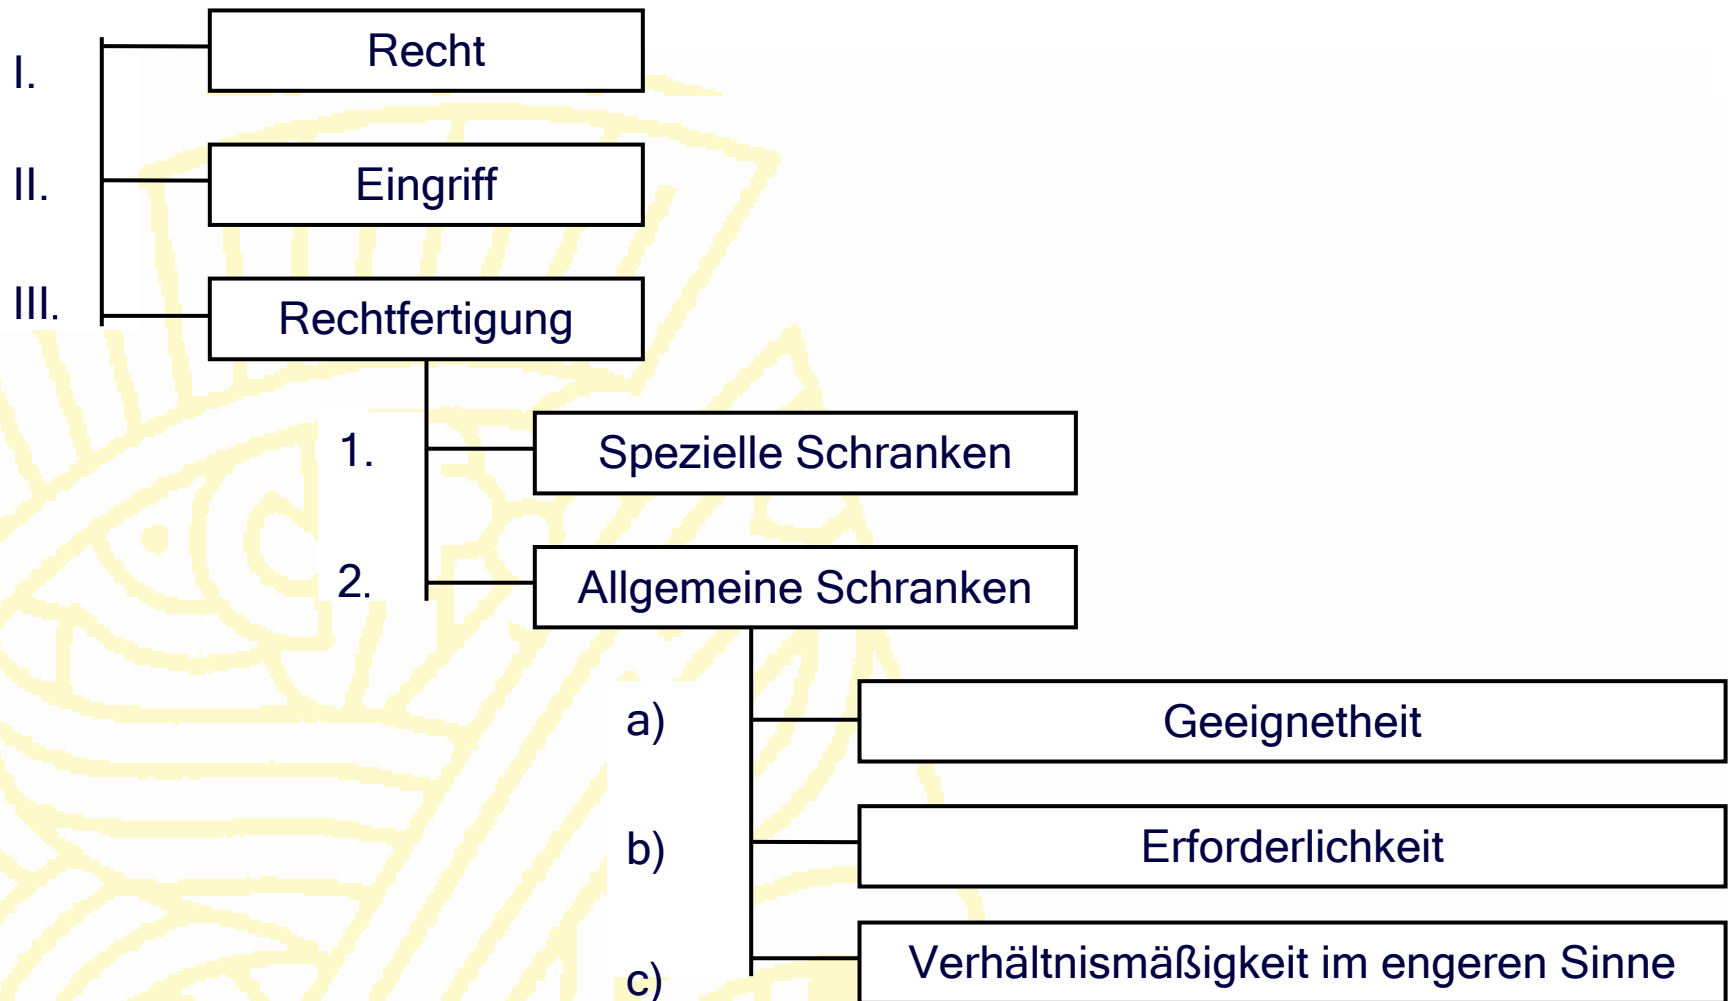 I. Recht
II. Eingriff
III. Rechtfertigung
1. Spezielle Schranken
2. Allgemeine Schranken
a) Geeignetheit
b) Erforderlichkeit
c) Verhältnismäßigkeit im engeren Sinne